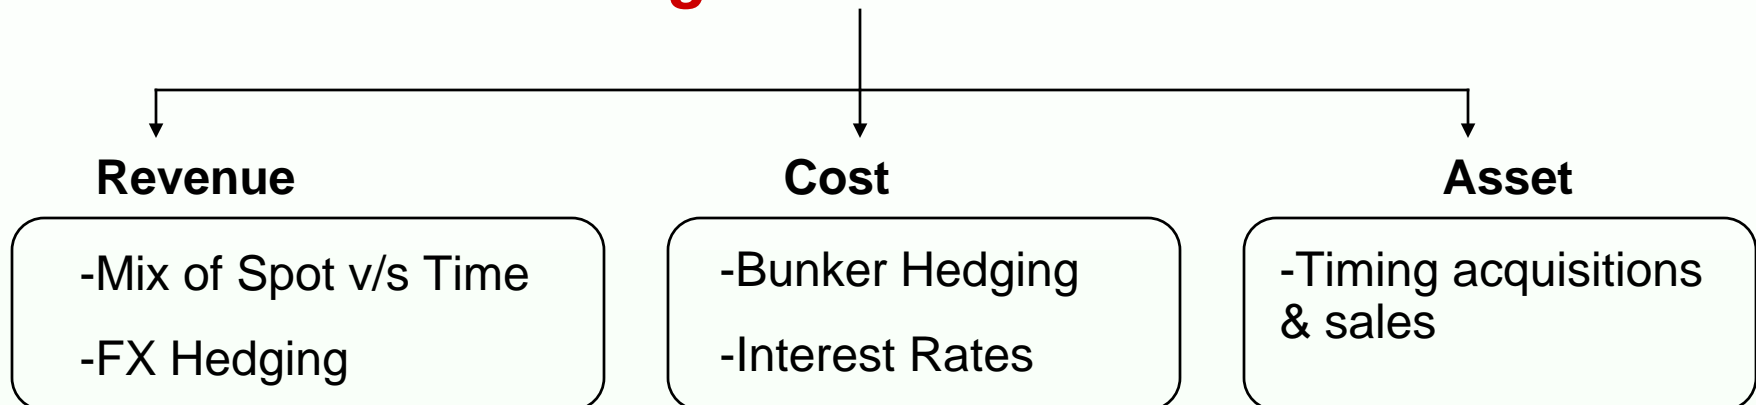 Revenue
Cost
Asset
-Mix of Spot v/s Time
-FX Hedging
-Bunker Hedging
-Interest Rates
-Timing acquisitions
& sales